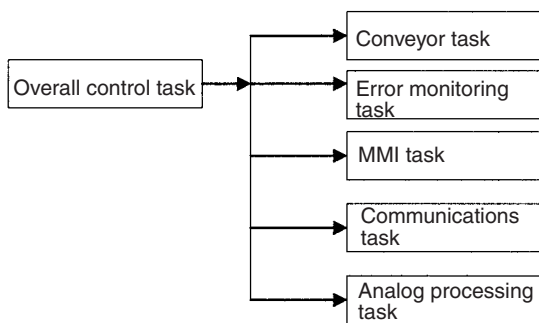 Overall control task
Conveyor task
Error monitoring
task
MMI task
Communications
task
Analog processing
task